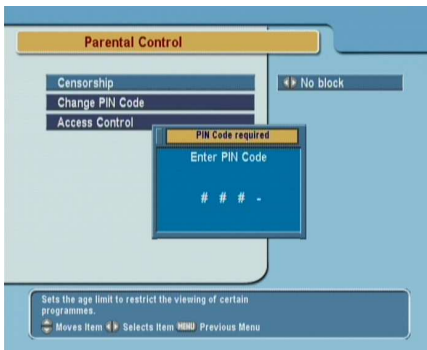 Parental Control
Censorship
No block
Change PIN Code
Access Control
PIN Code required
Enter PIN Code
# # # -
Sets the age limit to restrict the viewing of certain
programmes.
Moves Item Selects Item MENU Previous Menu